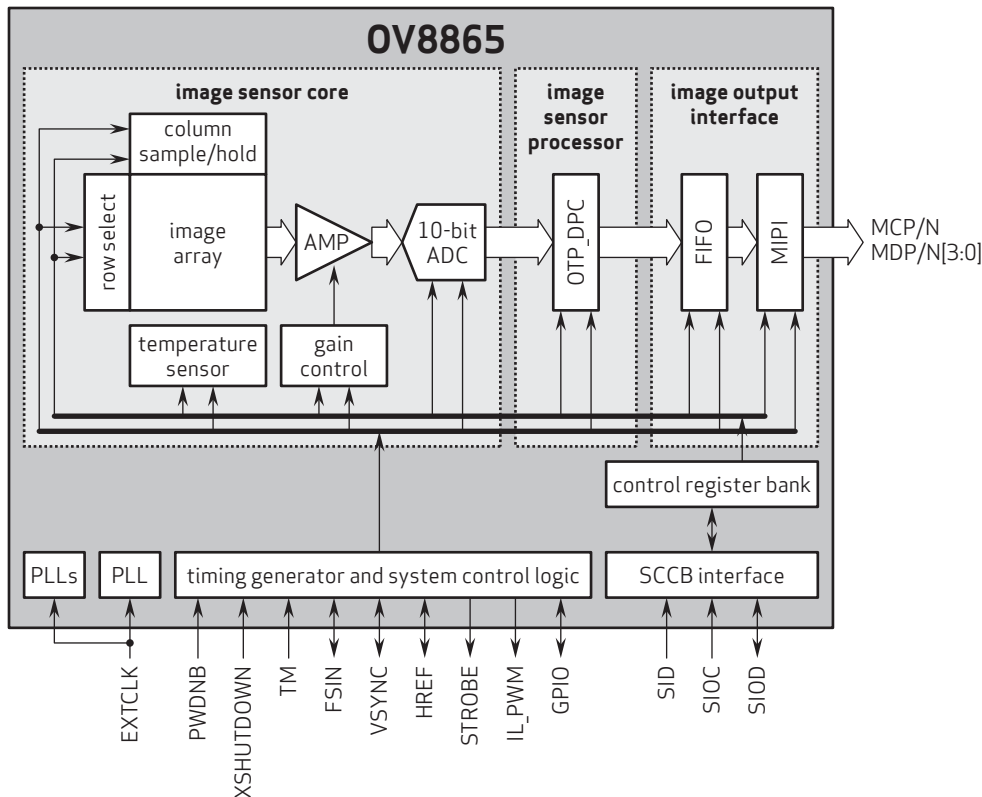 OV8865
image sensor core
image
sensor
processor
image output
interface
column
sample/hold
row select
image
array
AMP
10-bit
ADC
OTP_DPC
FIFO
MIPI
MCP/N
MDP/N[3:0]
temperature
sensor
gain
control
control register bank
PLLs
PLL
timing generator and system control logic
SCCB interface
EXTCLK
PWDNB
XSHUTDOWN
TM
FSIN
VSYNC
HREF
STROBE
IL_PWM
GPIO
SID
SIOC
SIOD